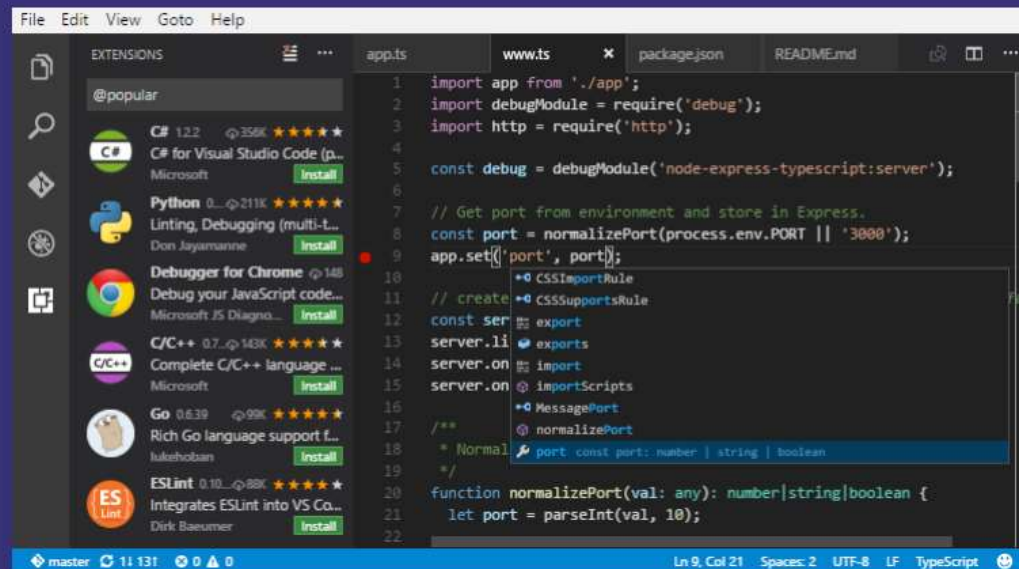 File Edit View Goto Help
EXTENSIONS
@popular
C# 1.2.2 356K
C# for Visual Studio Code (p...
Microsoft Install
Python 0.... 211K
Linting, Debugging (multi-t...
Don Jayamanne Install
Debugger for Chrome 148
Debug your JavaScript code...
Microsoft JS Diagno... Install
C/C++ 0.7... 143K
Complete C/C++ language ...
Microsoft Install
Go 0.6.39 99K
Rich Go language support f...
lukehoban Install
ESLint 0.10.... 88K
Integrates ESLint into VS Co...
Dirk Baeumer Install
C#
C/C++
ES
Lint
app.ts www.ts package.json README.md
1 import app from './app';
2 import debugModule = require('debug');
3 import http = require('http');
4
5 const debug = debugModule('node-express-typescript:server');
6
7 // Get port from environment and store in Express.
8 const port = normalizePort(process.env.PORT || '3000');
9 app.set('port', port);
10
11 // create
12 const ser
13 server.li
14 server.on
15 server.on
16
17 /**
18 * Normal
19 */
20 function normalizePort(val: any): number|string|boolean {
21 let port = parseInt(val, 10);
22
CSSImportRule
CSSSupportsRule
export
exports
import
importScripts
MessagePort
normalizePort
port const port: number | string | boolean
master 1↓ 13↑ 0 0 Ln 9, Col 21 Spaces: 2 UTF-8 LF TypeScript